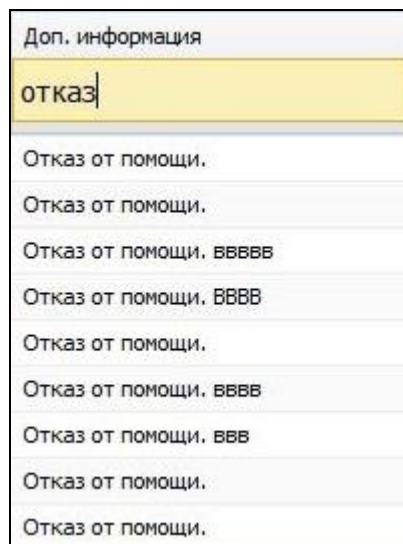 Доп. информация
отказ
Отказ от помощи.
Отказ от помощи.
Отказ от помощи. ввввв
Отказ от помощи. ВВВВ
Отказ от помощи.
Отказ от помощи. вввв
Отказ от помощи. ввв
Отказ от помощи.
Отказ от помощи.